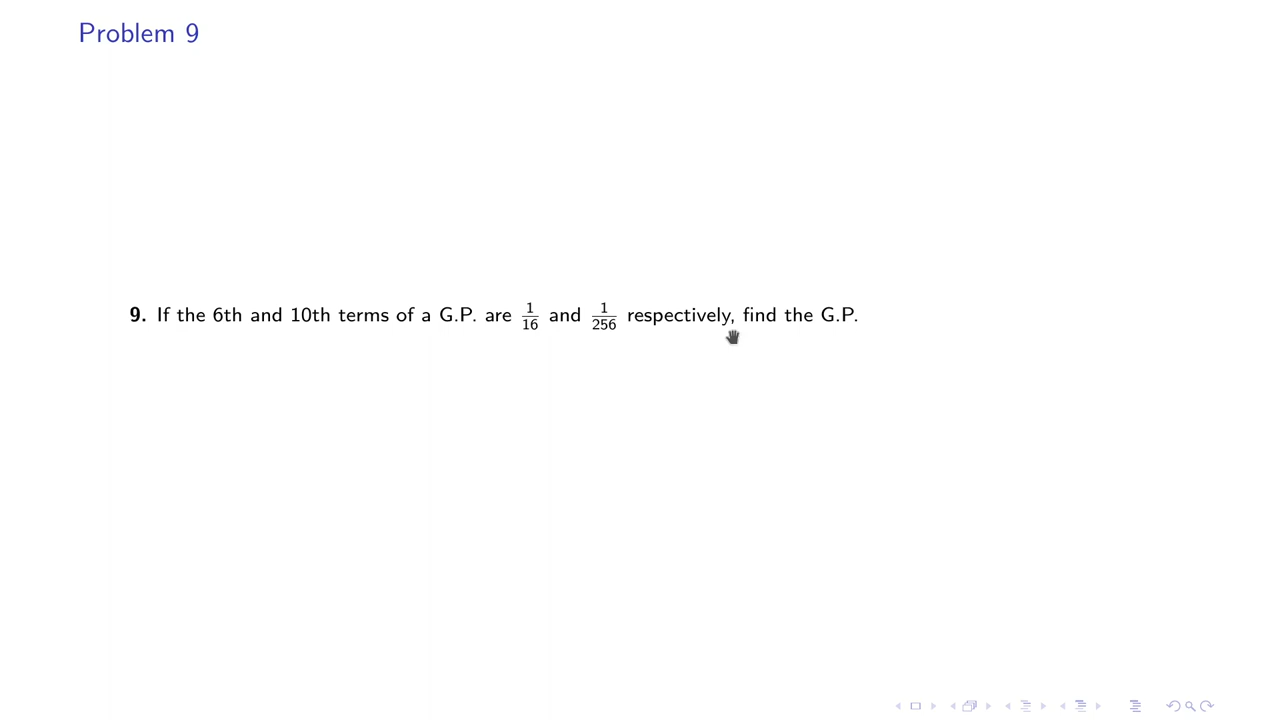 Problem 9
9. If the 6th and 10th terms of a G.P. are 1/16 and 1/256 respectively, find the G.P.